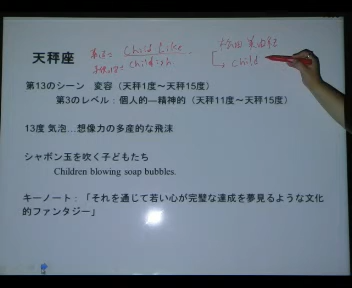 天秤座
Child Like
Childish
child
第13のシーン 変容(天秤1度~天秤15度)
第3のレベル:個人的―精神的(天秤11度~天秤15度)
13度 気泡…想像力の多産的な飛沫
シャボン玉を吹く子どもたち
Children blowing soap bubbles.
キーノート:「それを通じて若い心が完璧な達成を夢見るような文化
的ファンタジー」